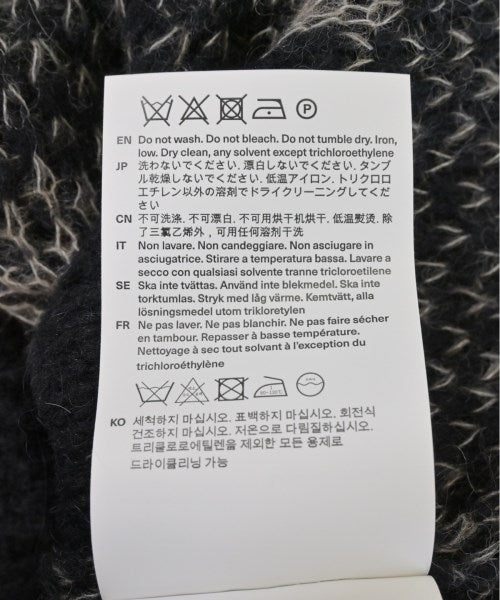 P
EN Do not wash. Do not bleach. Do not tumble dry. Iron,
low. Dry clean, any solvent except trichloroethylene
JP 洗わないでください. 漂白しないでください. タンブ
ル乾燥しないでください. 低温アイロン. トリクロロ
エチレン以外の溶剤でドライクリーニングしてくだ
さい
CN 不可洗涤, 不可漂白, 不可用烘干机烘干, 低温熨烫. 除
了三氯乙烯外, 可用任何溶剂干洗
IT Non lavare. Non candeggiare. Non asciugare in
asciugatrice. Stirare a temperatura bassa. Lavare a
secco con qualsiasi solvente tranne tricloroetilene
SE Ska inte tvättas. Använd inte blekmedel. Ska inte
torktumlas. Stryk med låg värme. Kemtvätt, alla
lösningsmedel utom trikloretylen
FR Ne pas laver. Ne pas blanchir. Ne pas faire sécher
en tambour. Repasser à basse température.
Nettoyage à sec tout solvant à l'exception du
trichloroéthylène
KO 세척하지 마십시오. 표백하지 마십시오. 회전식
건조하지 마십시오. 저온으로 다림질하십시오.
트리클로로에틸렌을 제외한 모든 용제로
드라이클리닝 가능